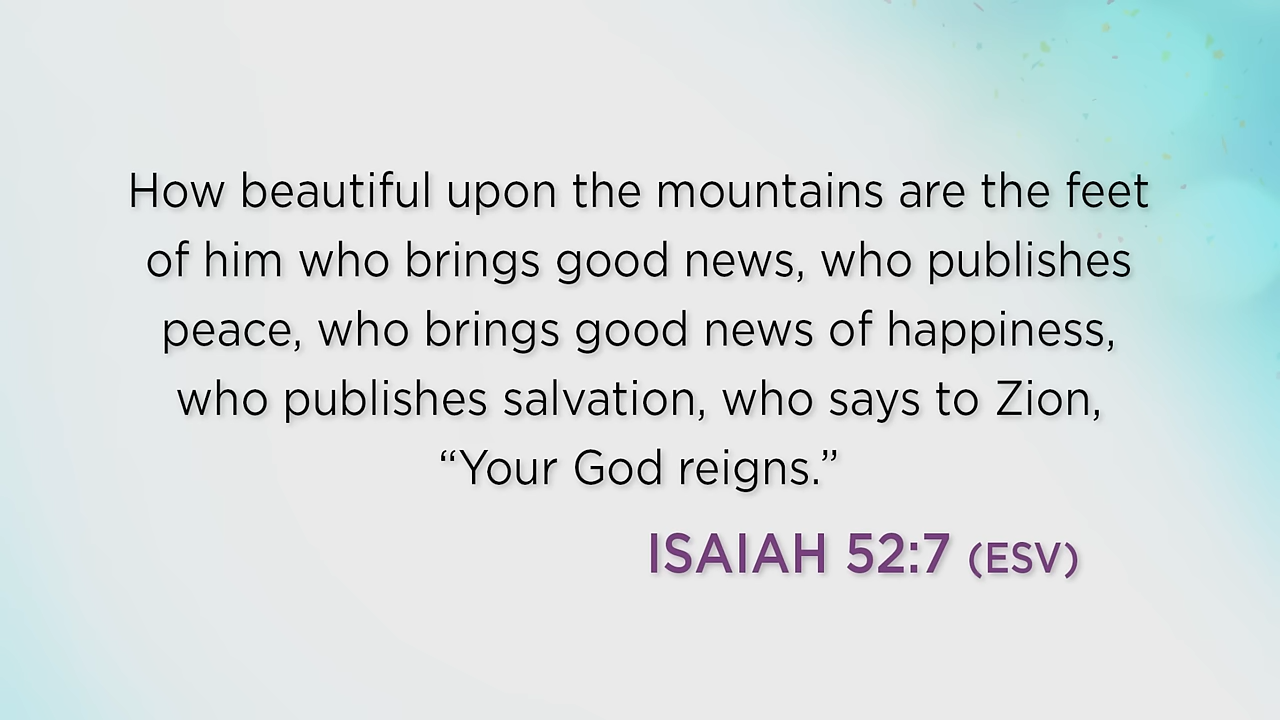 How beautiful upon the mountains are the feet
of him who brings good news, who publishes
peace, who brings good news of happiness,
who publishes salvation, who says to Zion,
“Your God reigns.”
ISAIAH 52:7 (ESV)